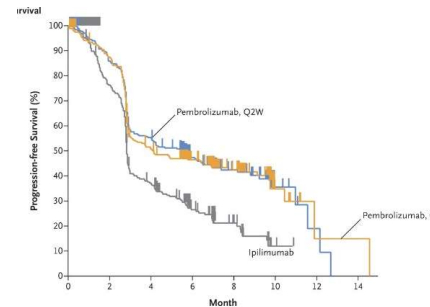 rvival
100
90
80
70
60
50
40
30
20
10
0
Progression-free Survival (%)
Pembrolizumab, Q2W
Pembrolizumab,
Ipilimumab
0 2 4 6 8 10 12 14
Month